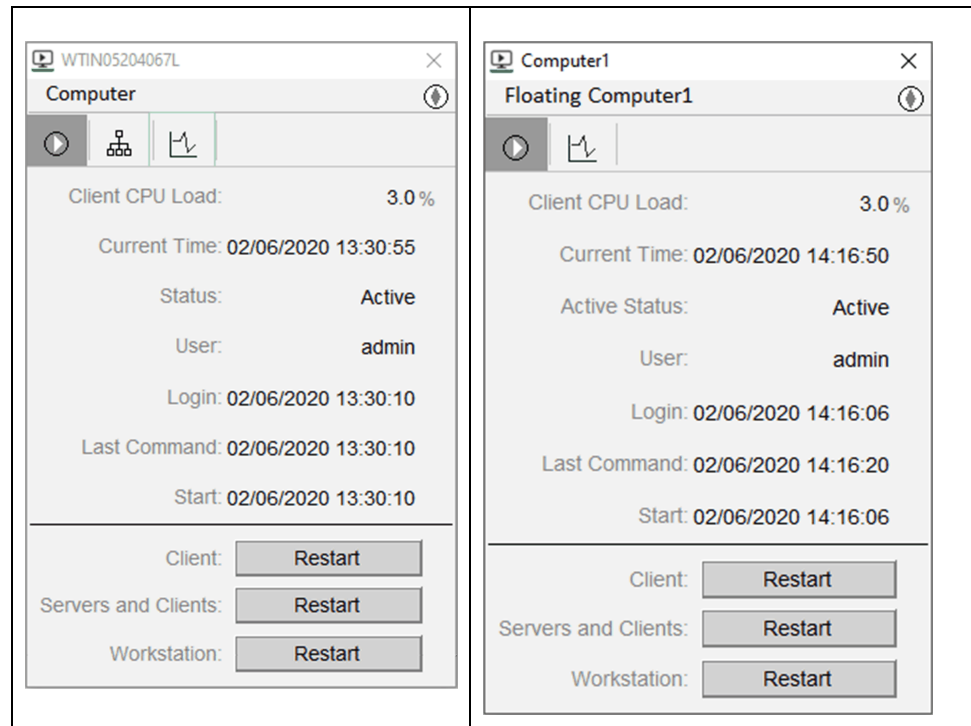 WTIN05204067L
Computer
Client CPU Load: 3.0 %
Current Time: 02/06/2020 13:30:55
Status: Active
User: admin
Login: 02/06/2020 13:30:10
Last Command: 02/06/2020 13:30:10
Start: 02/06/2020 13:30:10
Client: Restart
Servers and Clients: Restart
Workstation: Restart
Computer1
Floating Computer1
Client CPU Load: 3.0 %
Current Time: 02/06/2020 14:16:50
Active Status: Active
User: admin
Login: 02/06/2020 14:16:06
Last Command: 02/06/2020 14:16:20
Start: 02/06/2020 14:16:06
Client: Restart
Servers and Clients: Restart
Workstation: Restart